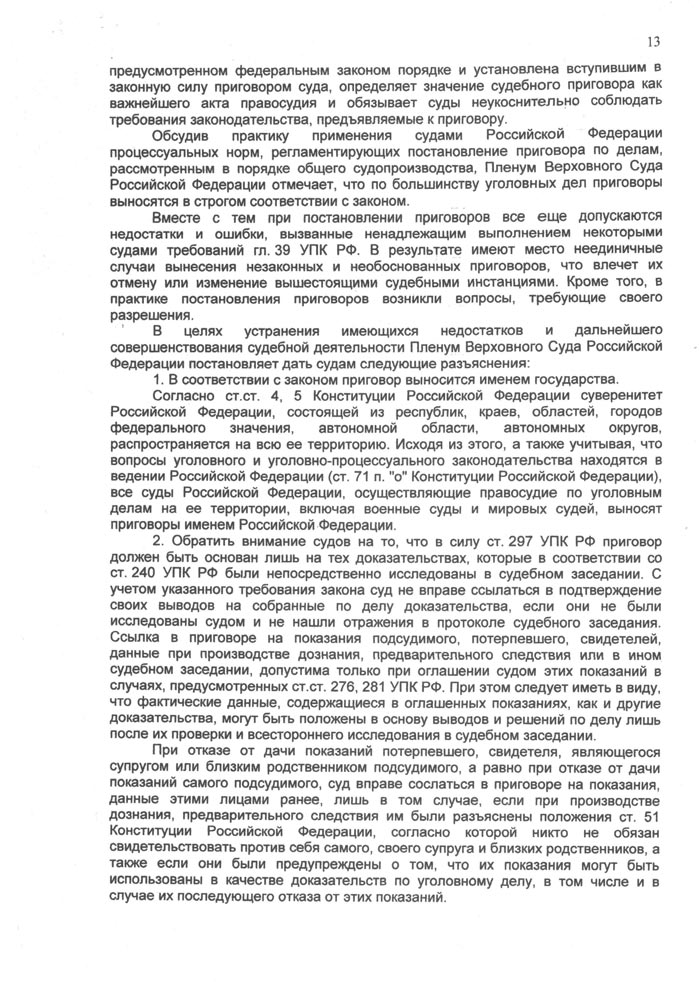 13
предусмотренном федеральным законом порядке и установлена вступившим в
законную силу приговором суда, определяет значение судебного приговора как
важнейшего акта правосудия и обязывает суды неукоснительно соблюдать
требования законодательства, предъявляемые к приговору.
Обсудив практику применения судами Российской Федерации
процессуальных норм, регламентирующих постановление приговора по делам,
рассмотренным в порядке общего судопроизводства, Пленум Верховного Суда
Российской Федерации отмечает, что по большинству уголовных дел приговоры
выносятся в строгом соответствии с законом.
Вместе с тем при постановлении приговоров все еще допускаются
недостатки и ошибки, вызванные ненадлежащим выполнением некоторыми
судами требований гл. 39 УПК РФ. В результате имеют место неединичные
случаи вынесения незаконных и необоснованных приговоров, что влечет их
отмену или изменение вышестоящими судебными инстанциями. Кроме того, в
практике постановления приговоров возникли вопросы, требующие своего
разрешения.
В целях устранения имеющихся недостатков и дальнейшего
совершенствования судебной деятельности Пленум Верховного Суда Российской
Федерации постановляет дать судам следующие разъяснения:
1. В соответствии с законом приговор выносится именем государства.
Согласно ст.ст. 4, 5 Конституции Российской Федерации суверенитет
Российской Федерации, состоящей из республик, краев, областей, городов
федерального значения, автономной области, автономных округов,
распространяется на всю ее территорию. Исходя из этого, а также учитывая, что
вопросы уголовного и уголовно-процессуального законодательства находятся в
ведении Российской Федерации (ст. 71 п. "о" Конституции Российской Федерации),
все суды Российской Федерации, осуществляющие правосудие по уголовным
делам на ее территории, включая военные суды и мировых судей, выносят
приговоры именем Российской Федерации.
2. Обратить внимание судов на то, что в силу ст. 297 УПК РФ приговор
должен быть основан лишь на тех доказательствах, которые в соответствии со
ст. 240 УПК РФ были непосредственно исследованы в судебном заседании. С
учетом указанного требования закона суд не вправе ссылаться в подтверждение
своих выводов на собранные по делу доказательства, если они не были
исследованы судом и не нашли отражения в протоколе судебного заседания.
Ссылка в приговоре на показания подсудимого, потерпевшего, свидетелей,
данные при производстве дознания, предварительного следствия или в ином
судебном заседании, допустима только при оглашении судом этих показаний в
случаях, предусмотренных ст.ст. 276, 281 УПК РФ. При этом следует иметь в виду,
что фактические данные, содержащиеся в оглашенных показаниях, как и другие
доказательства, могут быть положены в основу выводов и решений по делу лишь
после их проверки и всестороннего исследования в судебном заседании.
При отказе от дачи показаний потерпевшего, свидетеля, являющегося
супругом или близким родственником подсудимого, а равно при отказе от дачи
показаний самого подсудимого, суд вправе сослаться в приговоре на показания,
данные этими лицами ранее, лишь в том случае, если при производстве
дознания, предварительного следствия им были разъяснены положения ст. 51
Конституции Российской Федерации, согласно которой никто не обязан
свидетельствовать против себя самого, своего супруга и близких родственников, а
также если они были предупреждены о том, что их показания могут быть
использованы в качестве доказательств по уголовному делу, в том числе и в
случае их последующего отказа от этих показаний.